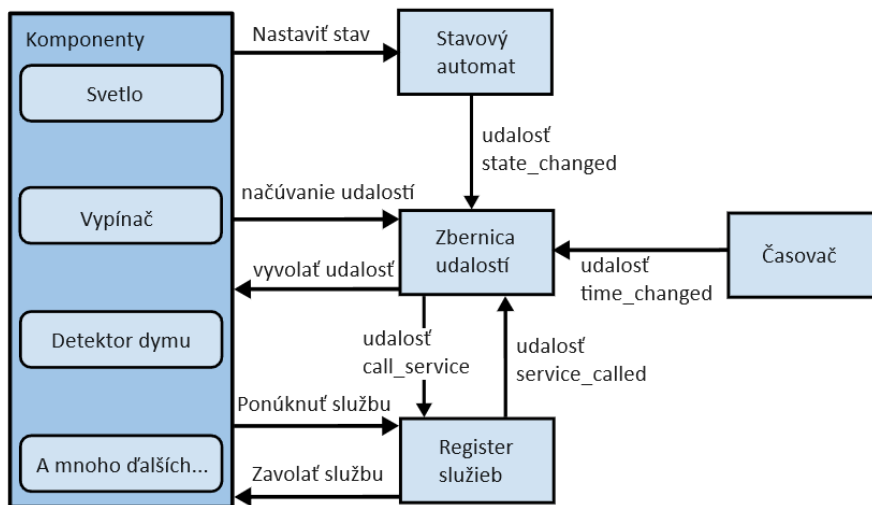 Komponenty
Svetlo
Vypínač
Detektor dymu
A mnoho ďalších...
Nastaviť stav
Stavový
automat
udalosť
state_changed
načúvanie udalostí
vyvolať udalosť
Zbernica
udalostí
udalosť
time_changed
Časovač
udalosť
call_service
udalosť
service_called
Ponúknuť službu
Zavolať službu
Register
služieb